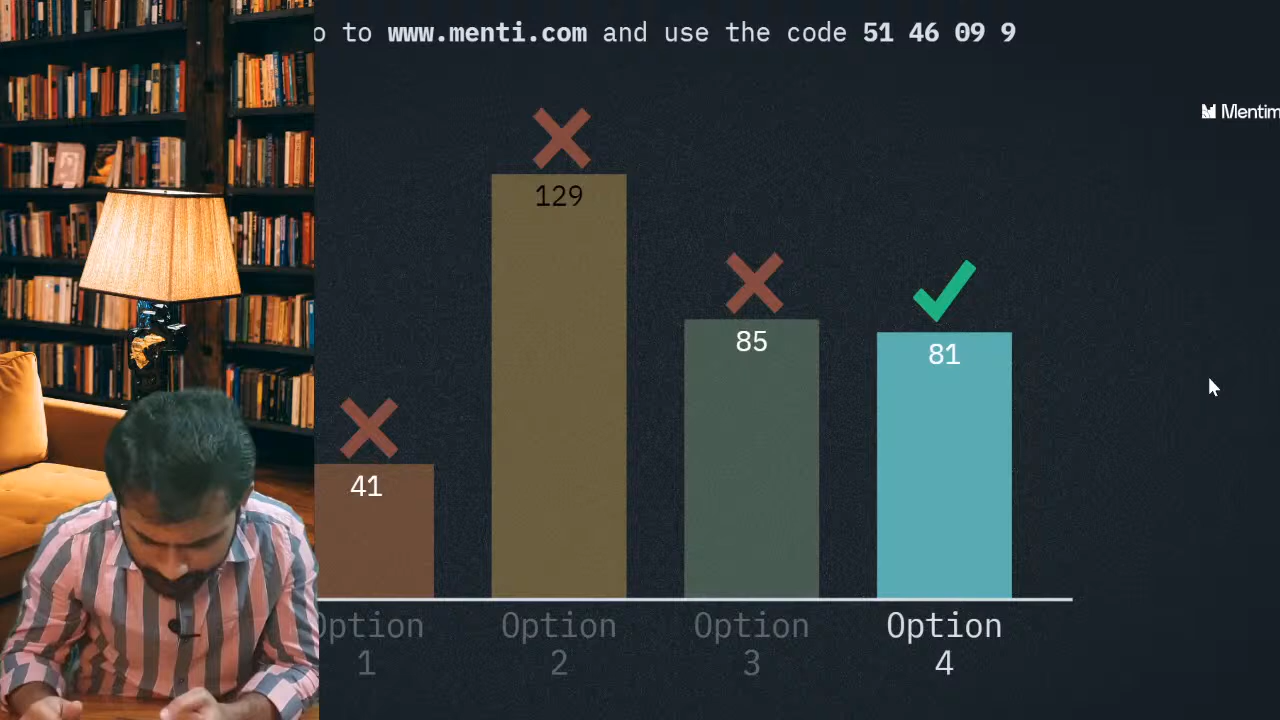 o to www.menti.com and use the code 51 46 09 9
Mentim
129
85
81
41
Option Option Option
2 3 4
ption
1